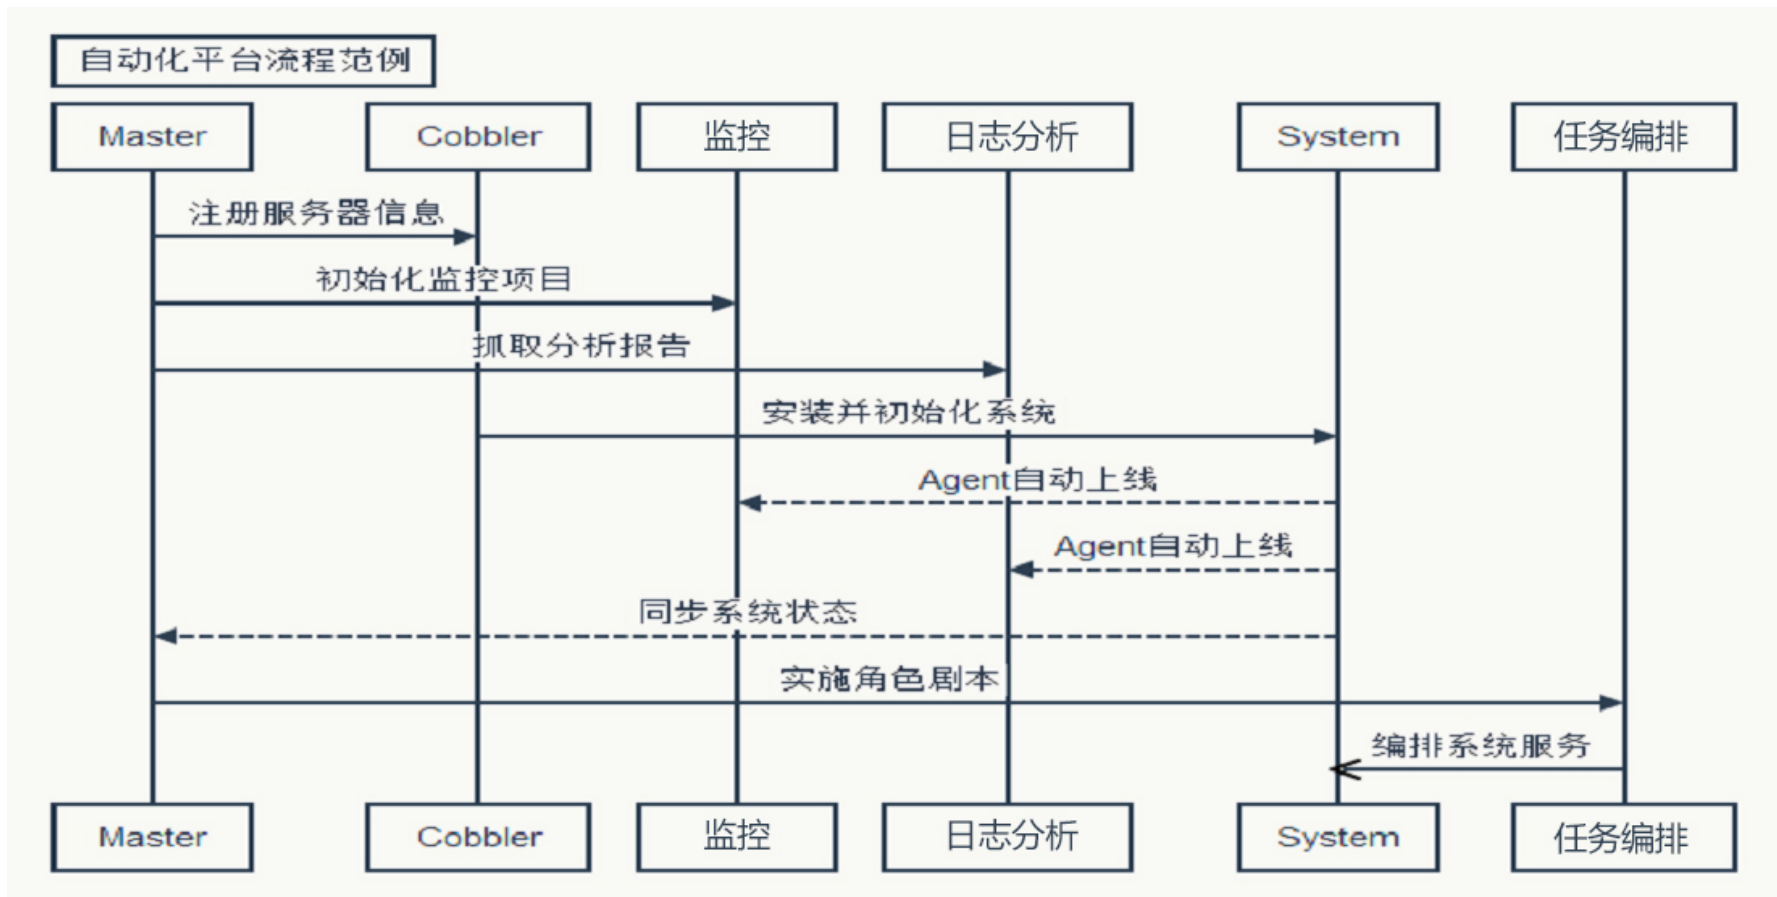 自动化平台流程范例
Master Cobbler 监控 日志分析 System 任务编排
注册服务器信息
初始化监控项目
抓取分析报告
安装并初始化系统
Agent自动上线
Agent自动上线
同步系统状态
实施角色剧本
编排系统服务
Master Cobbler 监控 日志分析 System 任务编排